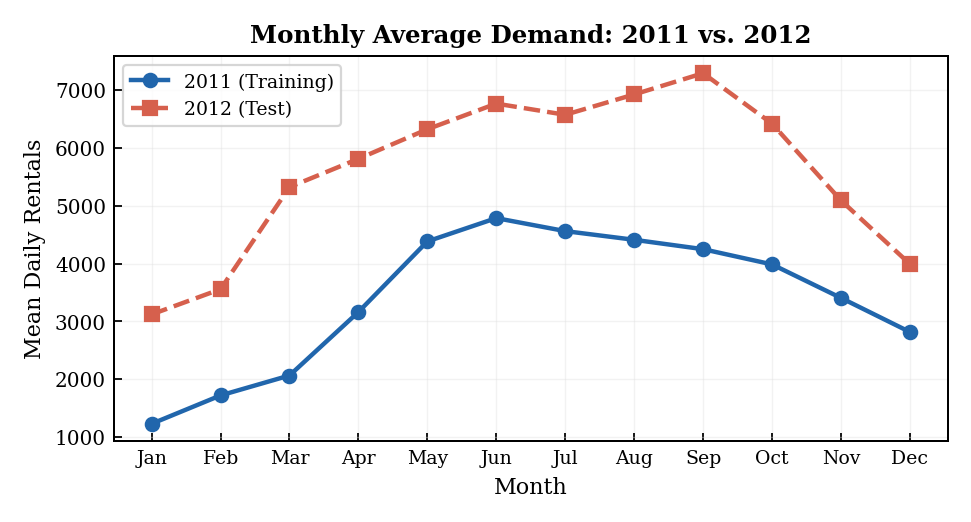 Monthly Average Demand: 2011 vs. 2012
2011 (Training)
2012 (Test)
Mean Daily Rentals
7000
6000
5000
4000
3000
2000
1000
Jan Feb Mar Apr May Jun Jul Aug Sep Oct Nov Dec
Month